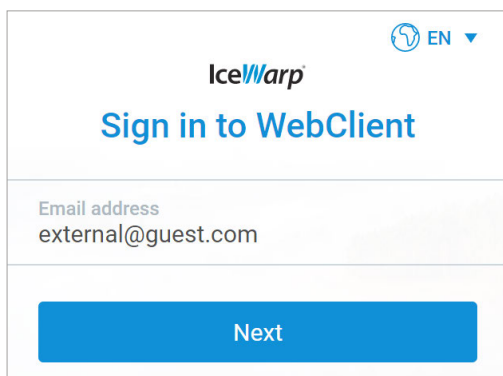 EN
IceWarp
Sign in to WebClient
Email address
external@guest.com
Next